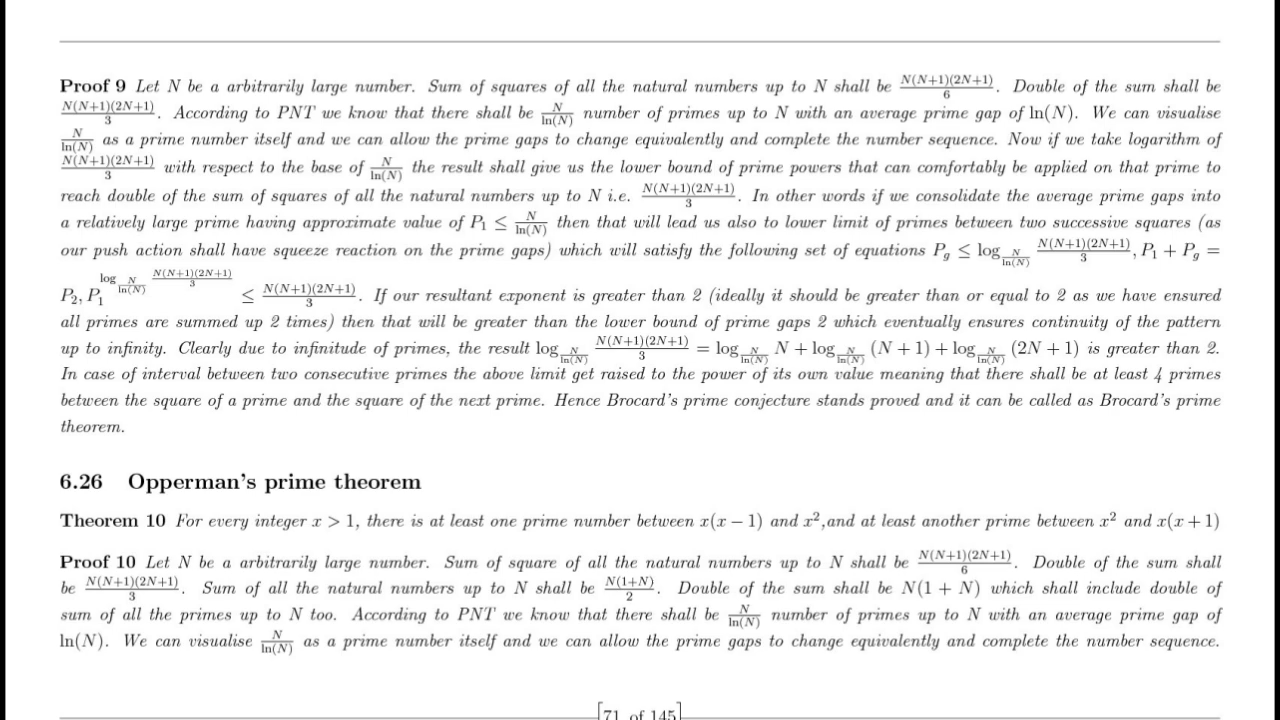 Proof 9 Let N be a arbitrarily large number. Sum of squares of all the natural numbers up to N shall be N(N+1)(2N+1)/6. Double of the sum shall be
N(N+1)(2N+1)/3. According to PNT we know that there shall be N/ln(N) number of primes up to N with an average prime gap of ln(N). We can visualise
N/ln(N) as a prime number itself and we can allow the prime gaps to change equivalently and complete the number sequence. Now if we take logarithm of
N(N+1)(2N+1)/3 with respect to the base of N/ln(N) the result shall give us the lower bound of prime powers that can comfortably be applied on that prime to
reach double of the sum of squares of all the natural numbers up to N i.e. N(N+1)(2N+1)/3. In other words if we consolidate the average prime gaps into
a relatively large prime having approximate value of P₁ ≤ N/ln(N) then that will lead us also to lower limit of primes between two successive squares (as
our push action shall have squeeze reaction on the prime gaps) which will satisfy the following set of equations P_g ≤ log_{N/ln(N)} N(N+1)(2N+1)/3, P₁ + P_g =
P₂, P₁^{log_{N/ln(N)} N(N+1)(2N+1)/3} ≤ N(N+1)(2N+1)/3. If our resultant exponent is greater than 2 (ideally it should be greater than or equal to 2 as we have ensured
all primes are summed up 2 times) then that will be greater than the lower bound of prime gaps 2 which eventually ensures continuity of the pattern
up to infinity. Clearly due to infinitude of primes, the result log_{N/ln(N)} N(N+1)(2N+1)/3 = log_{N/ln(N)} N + log_{N/ln(N)} (N + 1) + log_{N/ln(N)} (2N + 1) is greater than 2.
In case of interval between two consecutive primes the above limit get raised to the power of its own value meaning that there shall be at least 4 primes
between the square of a prime and the square of the next prime. Hence Brocard's prime conjecture stands proved and it can be called as Brocard's prime
theorem.
6.26 Opperman's prime theorem
Theorem 10 For every integer x > 1, there is at least one prime number between x(x − 1) and x²,and at least another prime between x² and x(x + 1)
Proof 10 Let N be a arbitrarily large number. Sum of square of all the natural numbers up to N shall be N(N+1)(2N+1)/6. Double of the sum shall
be N(N+1)(2N+1)/3. Sum of all the natural numbers up to N shall be N(1+N)/2. Double of the sum shall be N(1 + N) which shall include double of
sum of all the primes up to N too. According to PNT we know that there shall be N/ln(N) number of primes up to N with an average prime gap of
ln(N). We can visualise N/ln(N) as a prime number itself and we can allow the prime gaps to change equivalently and complete the number sequence.
71 of 145